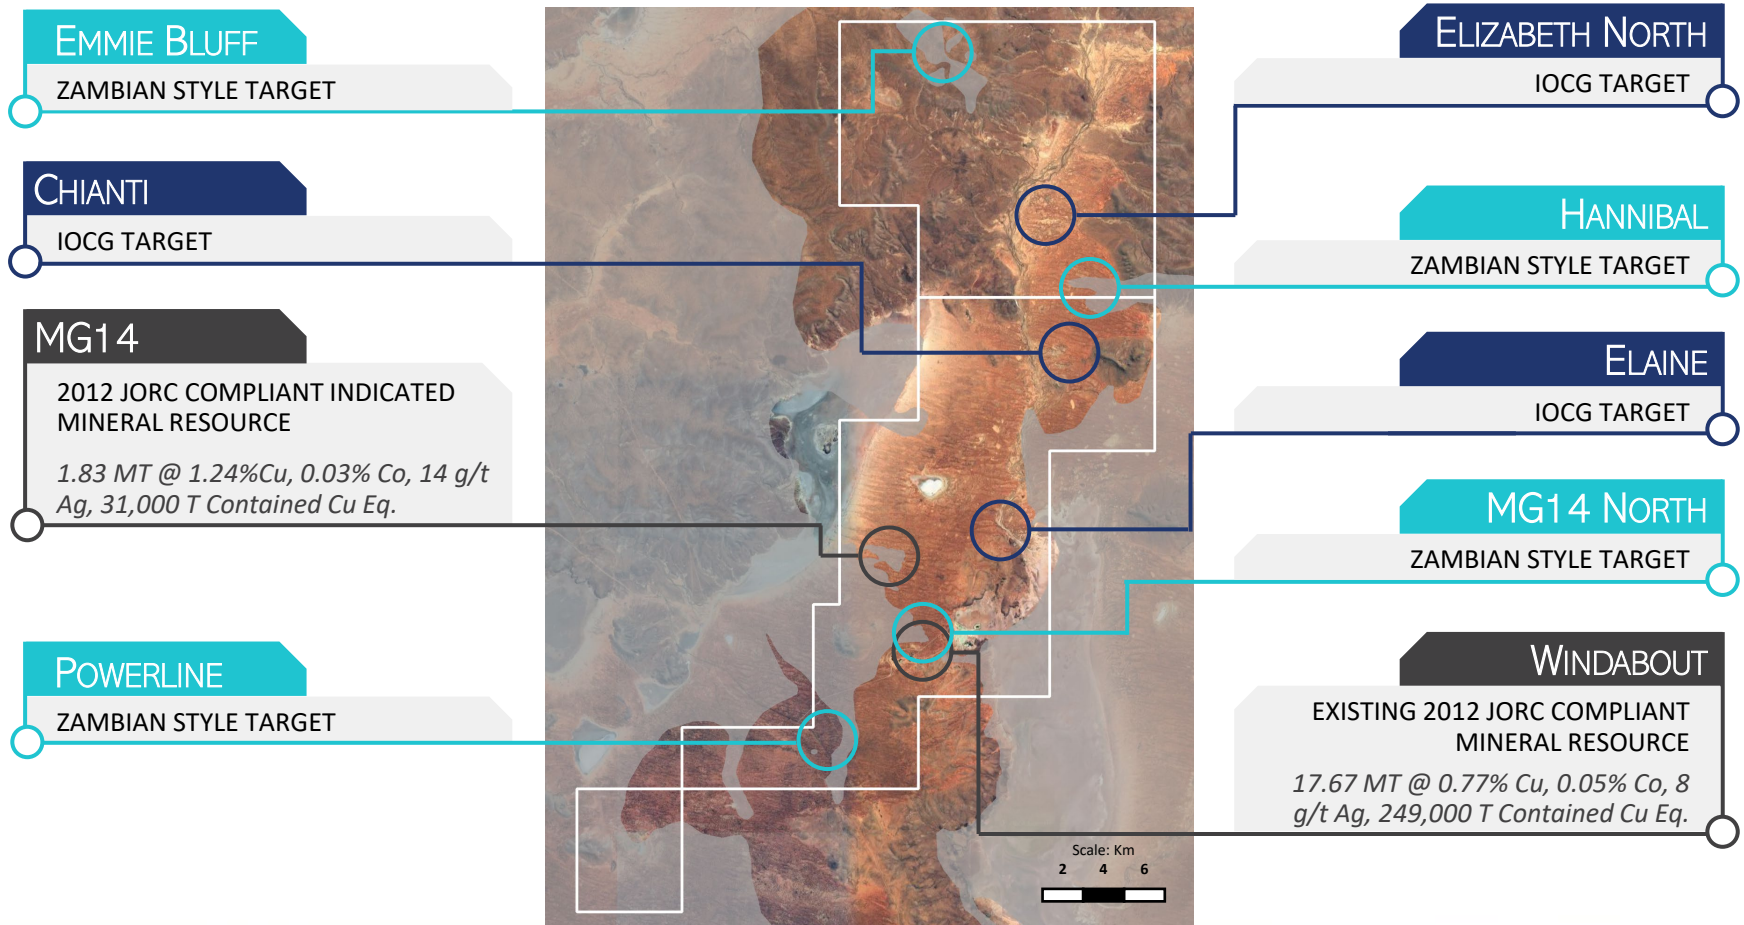 EMMIE BLUFF
ZAMBIAN STYLE TARGET
CHIANTI
IOCG TARGET
MG14
2012 JORC COMPLIANT INDICATED
MINERAL RESOURCE
1.83 MT @ 1.24%Cu, 0.03% Co, 14 g/t
Ag, 31,000 T Contained Cu Eq.
POWERLINE
ZAMBIAN STYLE TARGET
ELIZABETH NORTH
IOCG TARGET
HANNIBAL
ZAMBIAN STYLE TARGET
ELAINE
IOCG TARGET
MG14 NORTH
ZAMBIAN STYLE TARGET
WINDABOUT
EXISTING 2012 JORC COMPLIANT
MINERAL RESOURCE
17.67 MT @ 0.77% Cu, 0.05% Co, 8
g/t Ag, 249,000 T Contained Cu Eq.
Scale: Km
2 4 6